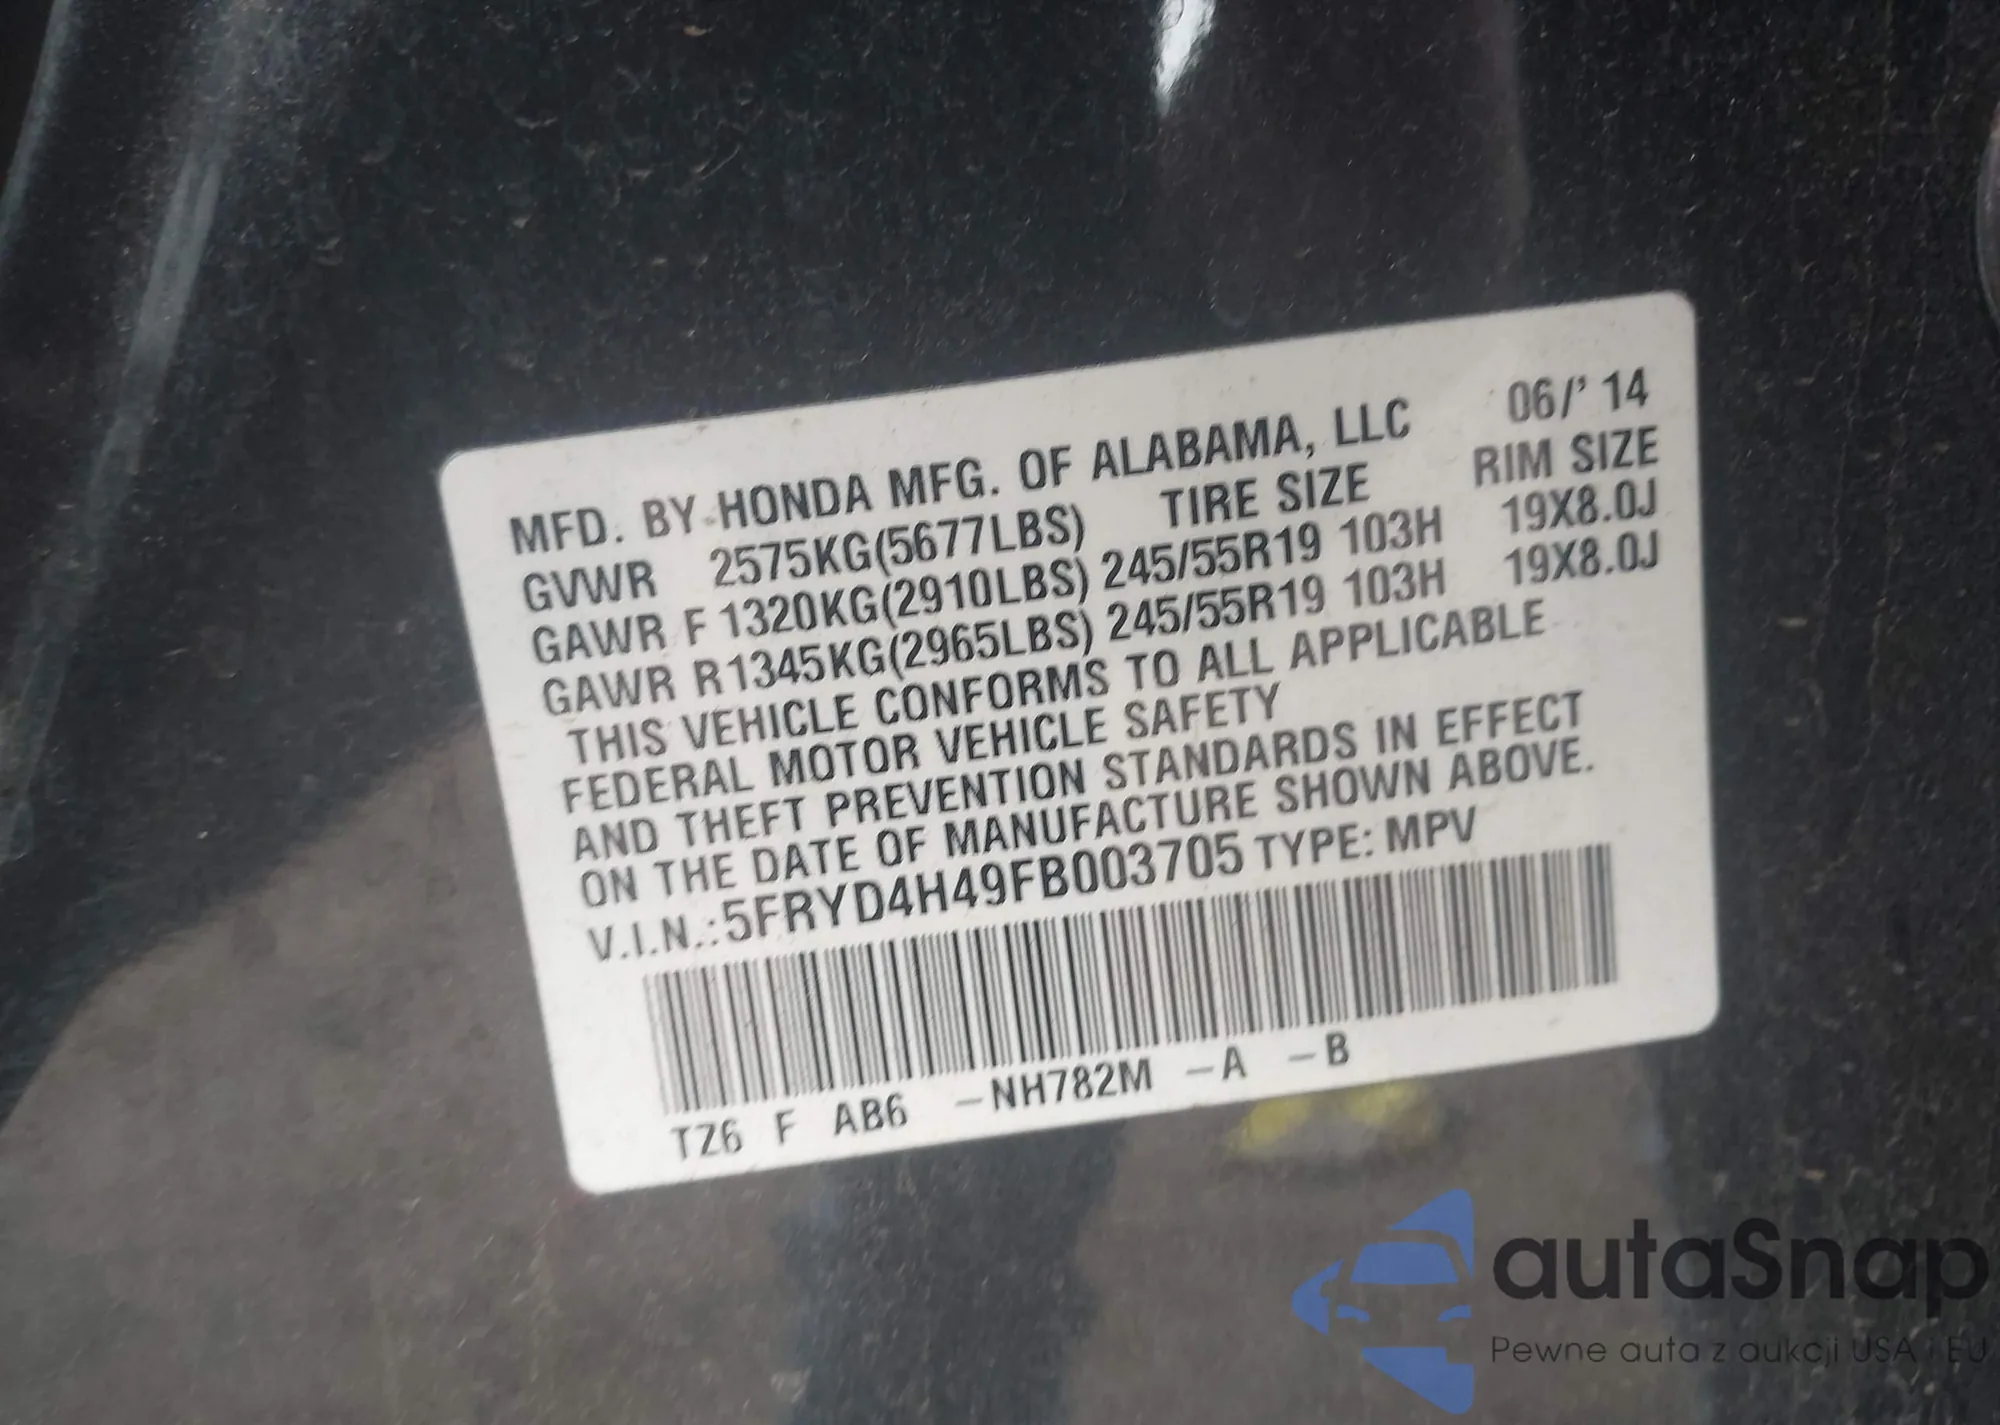 MFD. BY HONDA MFG. OF ALABAMA, LLC 06/' 14
GVWR 2575KG(5677LBS) TIRE SIZE RIM SIZE
GAWR F 1320KG(2910LBS) 245/55R19 103H 19X8.0J
GAWR R1345KG(2965LBS) 245/55R19 103H 19X8.0J
THIS VEHICLE CONFORMS TO ALL APPLICABLE
FEDERAL MOTOR VEHICLE SAFETY
AND THEFT PREVENTION STANDARDS IN EFFECT
ON THE DATE OF MANUFACTURE SHOWN ABOVE.
V.I.N.:5FRYD4H49FB003705 TYPE: MPV
TZ6 F AB6 -NH782M -A -B
autaSnap
Pewne auta z aukcji USA i EU